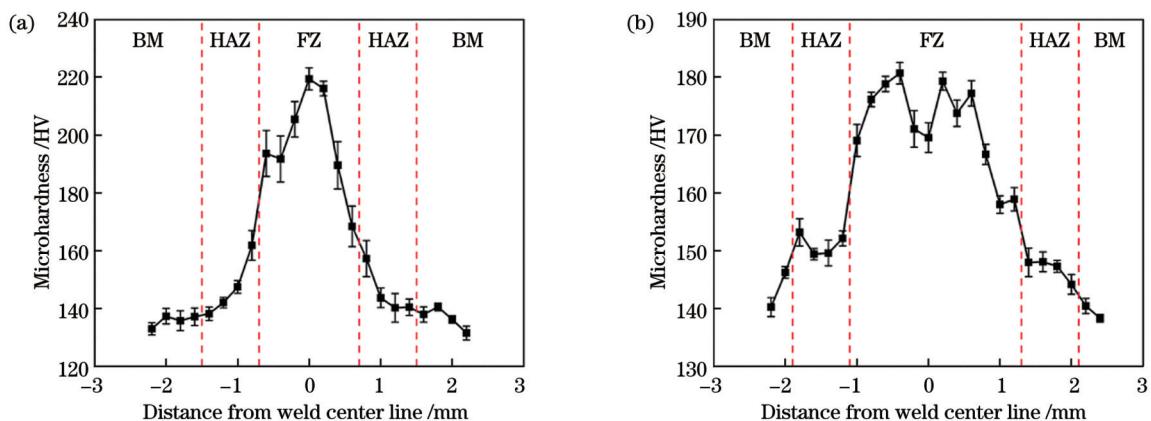 (a)
240
220
200
180
160
140
120
Microhardness /HV
BM HAZ FZ HAZ BM
−3 −2 −1 0 1 2 3
Distance from weld center line /mm
(b)
190
180
170
160
150
140
130
Microhardness /HV
BM HAZ FZ HAZ BM
−3 −2 −1 0 1 2 3
Distance from weld center line /mm